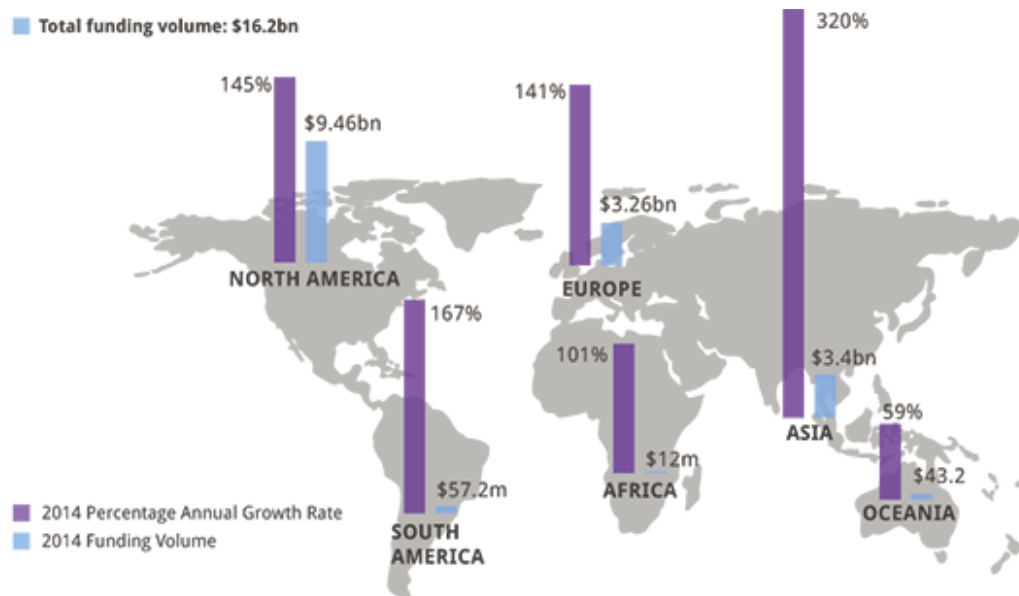 Total funding volume: $16.2bn
320%
145%
141%
$9.46bn
$3.26bn
NORTH AMERICA
EUROPE
167%
101%
$3.4bn
59%
ASIA
$57.2m
$12m
$43.2
AFRICA
OCEANIA
SOUTH
AMERICA
2014 Percentage Annual Growth Rate
2014 Funding Volume